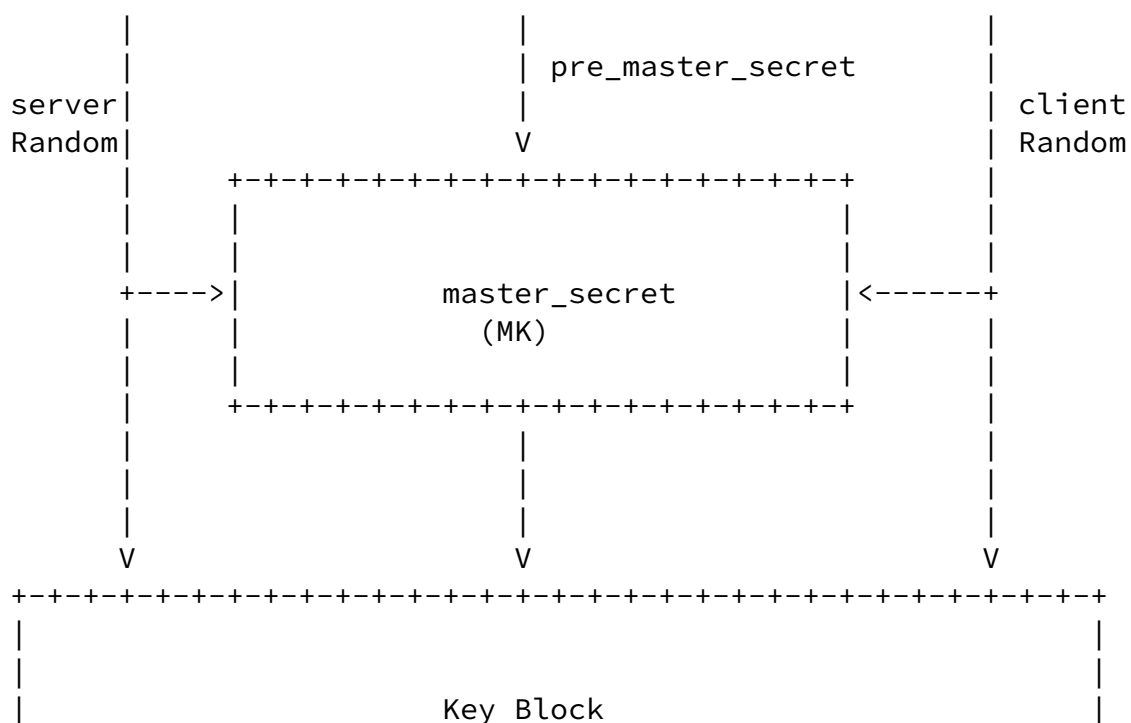 pre_master_secret
server client
Random V Random
+-+-+-+-+-+-+-+-+-+-+-+-+-+-+-+-+-+
+---->| master_secret |<------+
(MK)
+-+-+-+-+-+-+-+-+-+-+-+-+-+-+-+-+-+
V V V
+-+-+-+-+-+-+-+-+-+-+-+-+-+-+-+-+-+-+-+-+-+-+-+-+-+-+-+-+-+-+
Key Block